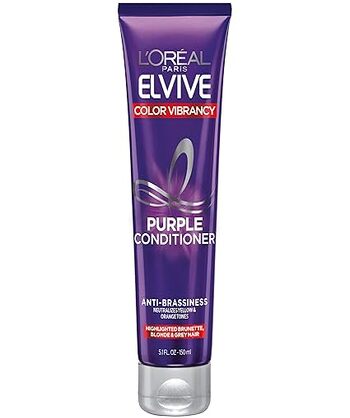 L'ORÉAL
PARIS
ELVIVE
COLOR VIBRANCY
PURPLE
CONDITIONER
ANTI-BRASSINESS
NEUTRALIZES YELLOW &
ORANGE TONES
HIGHLIGHTED BRUNETTE,
BLONDE & GREY HAIR
5.1 FL. OZ - 150 ml